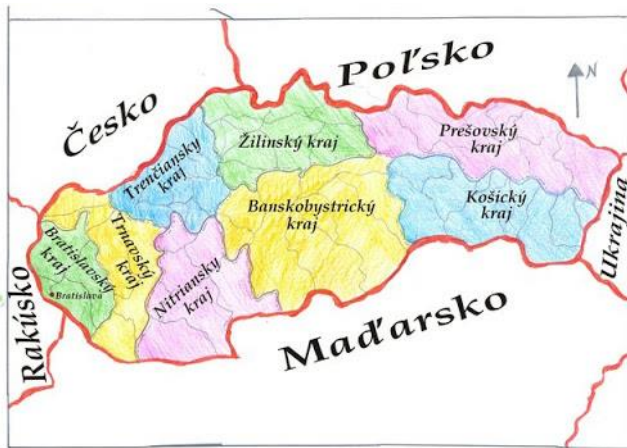 Poľsko
N
Česko
Žilinský kraj
Prešovský
kraj
Trenčiansky
kraj
Banskobystrický
kraj
Košický
kraj
Ukrajina
Trnavský
kraj
Bratislavský
kraj
Bratislava
Nitriansky
kraj
Rakúsko
Maďarsko